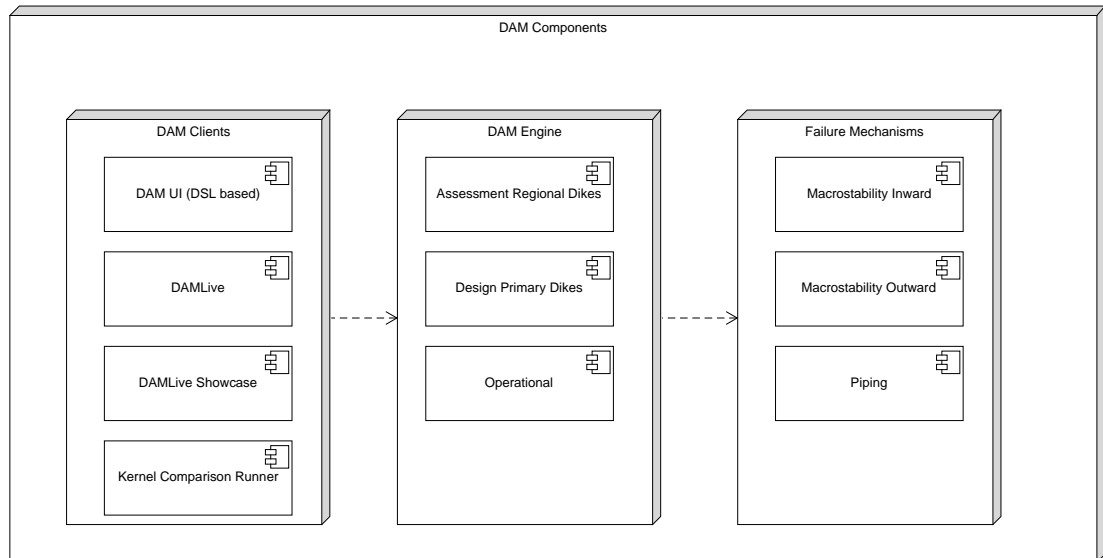 DAM Components
DAM Clients
DAM UI (DSL based)
DAMLive
DAMLive Showcase
Kernel Comparison Runner
DAM Engine
Assessment Regional Dikes
Design Primary Dikes
Operational
Failure Mechanisms
Macrostability Inward
Macrostability Outward
Piping